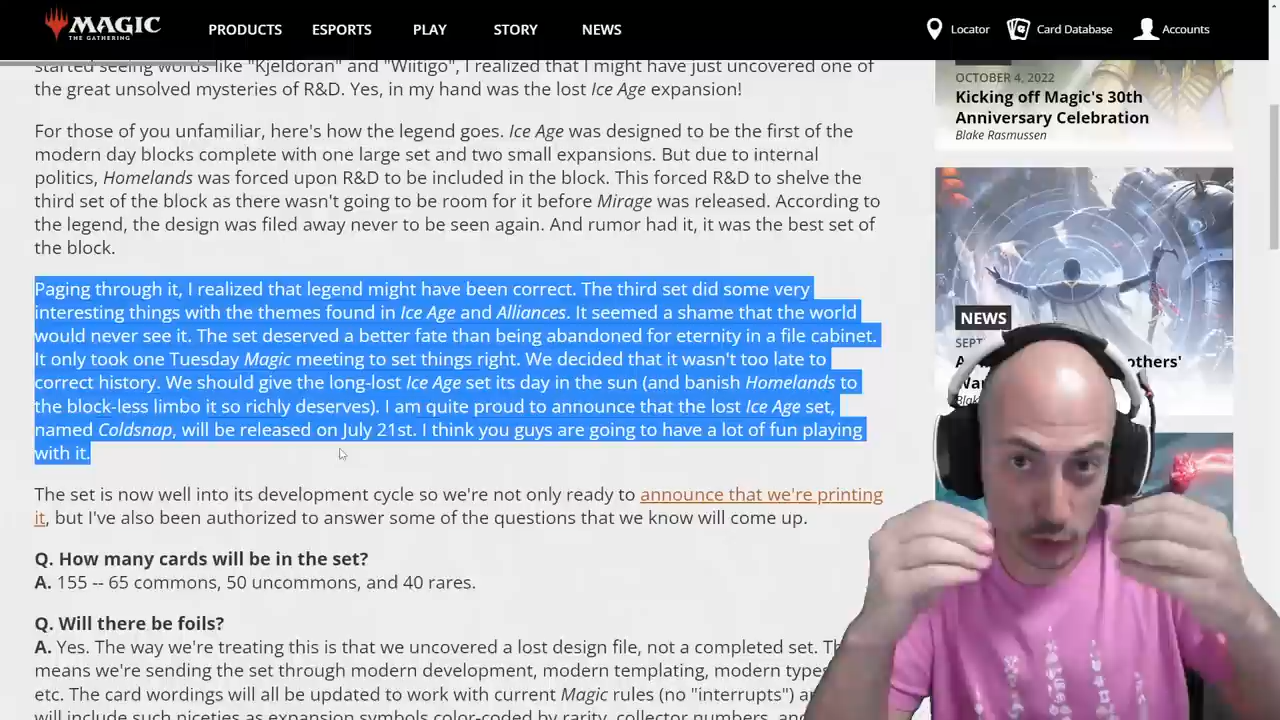 MAGIC
THE GATHERING
PRODUCTS
ESPORTS
PLAY
STORY
NEWS
Locator
Card Database
Accounts
started seeing words like "Kjeldoran" and "Wiitigo", I realized that I might have just uncovered one of
the great unsolved mysteries of R&D. Yes, in my hand was the lost Ice Age expansion!
For those of you unfamiliar, here's how the legend goes. Ice Age was designed to be the first of the
modern day blocks complete with one large set and two small expansions. But due to internal
politics, Homelands was forced upon R&D to be included in the block. This forced R&D to shelve the
third set of the block as there wasn't going to be room for it before Mirage was released. According to
the legend, the design was filed away never to be seen again. And rumor had it, it was the best set of
the block.
Paging through it, I realized that legend might have been correct. The third set did some very
interesting things with the themes found in Ice Age and Alliances. It seemed a shame that the world
would never see it. The set deserved a better fate than being abandoned for eternity in a file cabinet.
It only took one Tuesday Magic meeting to set things right. We decided that it wasn't too late to
correct history. We should give the long-lost Ice Age set its day in the sun (and banish Homelands to
the block-less limbo it so richly deserves). I am quite proud to announce that the lost Ice Age set,
named Coldsnap, will be released on July 21st. I think you guys are going to have a lot of fun playing
with it.
The set is now well into its development cycle so we're not only ready to announce that we're printing
it, but I've also been authorized to answer some of the questions that we know will come up.
Q. How many cards will be in the set?
A. 155 -- 65 commons, 50 uncommons, and 40 rares.
Q. Will there be foils?
A. Yes. The way we're treating this is that we uncovered a lost design file, not a completed set.
means we're sending the set through modern development, modern templating, modern
etc. The card wordings will all be updated to work with current Magic rules (no "interrupts")
will include such niceties as expansion symbols color-coded by rarity, collector numbers,
OCTOBER 4, 2022
Kicking off Magic's 30th
Anniversary Celebration
Blake Rasmussen
NEWS